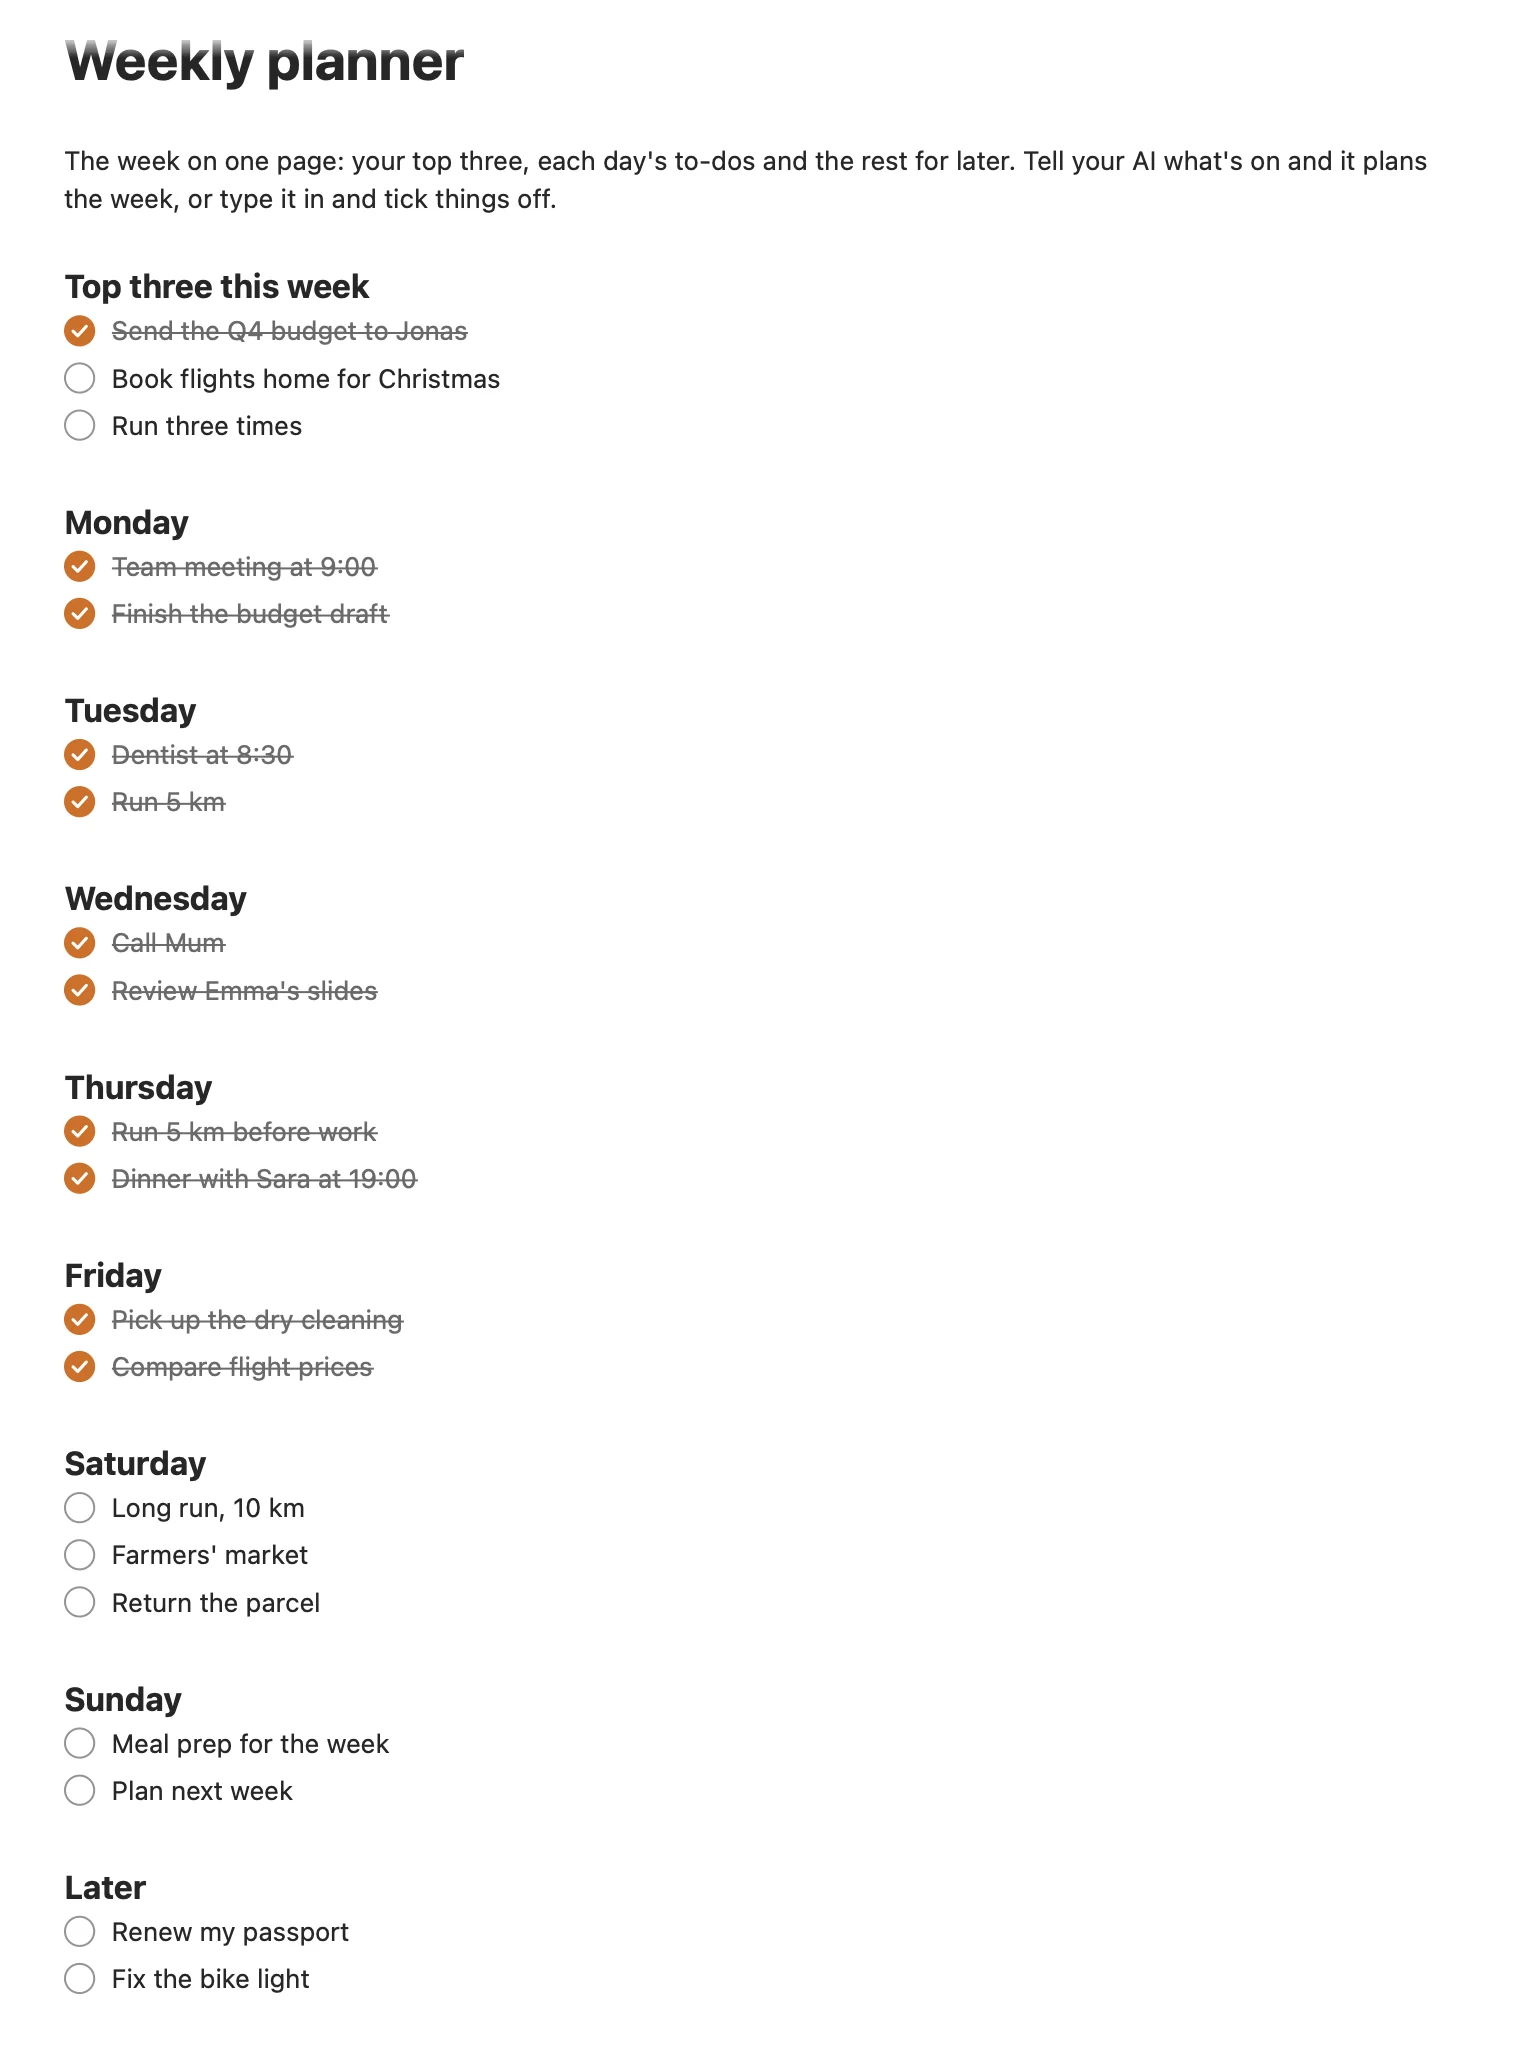 Weekly planner
The week on one page: your top three, each day's to-dos and the rest for later. Tell your AI what's on and it plans
the week, or type it in and tick things off.
Top three this week
Send the Q4 budget to Jonas
Book flights home for Christmas
Run three times
Monday
Team meeting at 9:00
Finish the budget draft
Tuesday
Dentist at 8:30
Run 5 km
Wednesday
Call Mum
Review Emma's slides
Thursday
Run 5 km before work
Dinner with Sara at 19:00
Friday
Pick up the dry cleaning
Compare flight prices
Saturday
Long run, 10 km
Farmers' market
Return the parcel
Sunday
Meal prep for the week
Plan next week
Later
Renew my passport
Fix the bike light